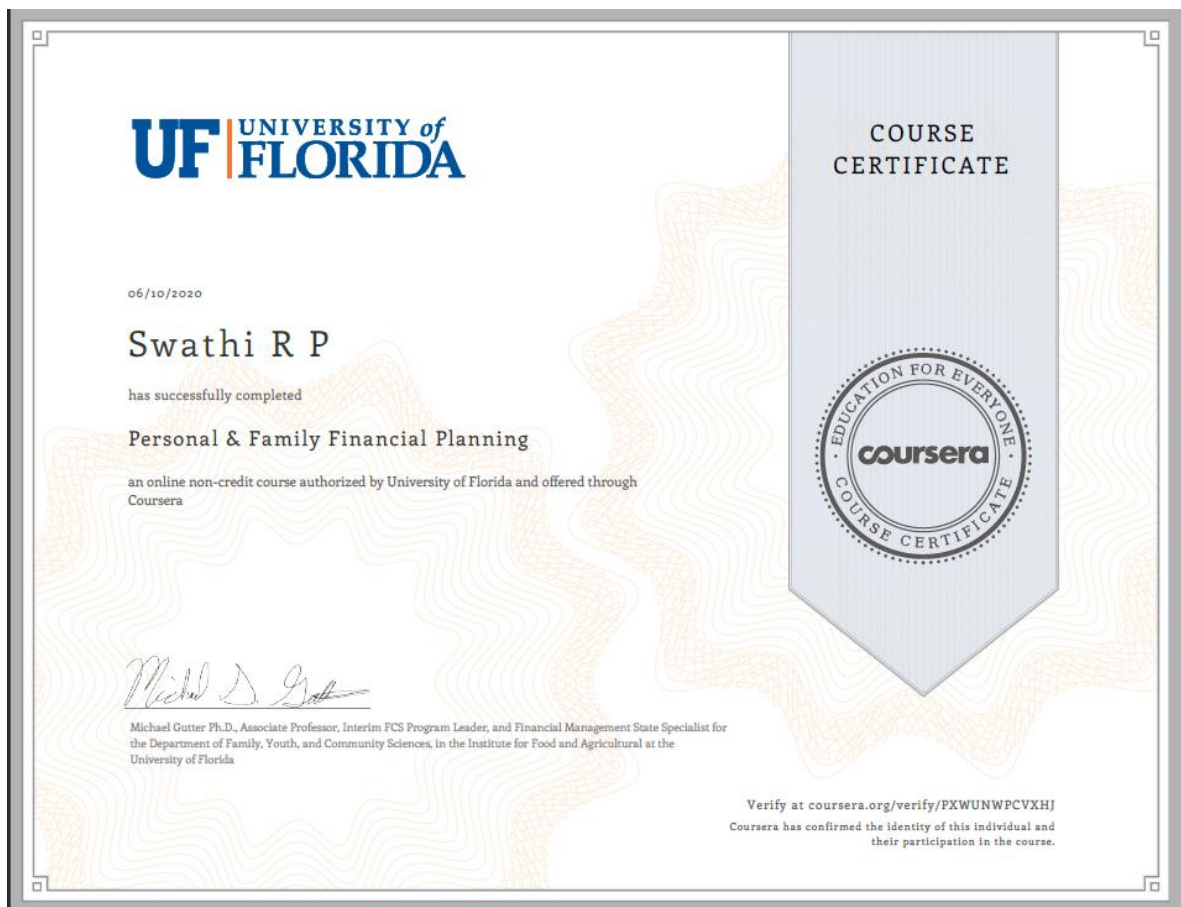 UF UNIVERSITY of
FLORIDA
COURSE
CERTIFICATE
06/10/2020
Swathi R P
has successfully completed
Personal & Family Financial Planning
an online non-credit course authorized by University of Florida and offered through
Coursera
EDUCATION FOR EVERYONE
coursera
COURSE CERTIFICATE
Michael Gutter Ph.D., Associate Professor, Interim FCS Program Leader, and Financial Management State Specialist for
the Department of Family, Youth, and Community Sciences, in the Institute for Food and Agricultural at the
University of Florida
Verify at coursera.org/verify/PXWUNWPCVXHJ
Coursera has confirmed the identity of this individual and
their participation in the course.